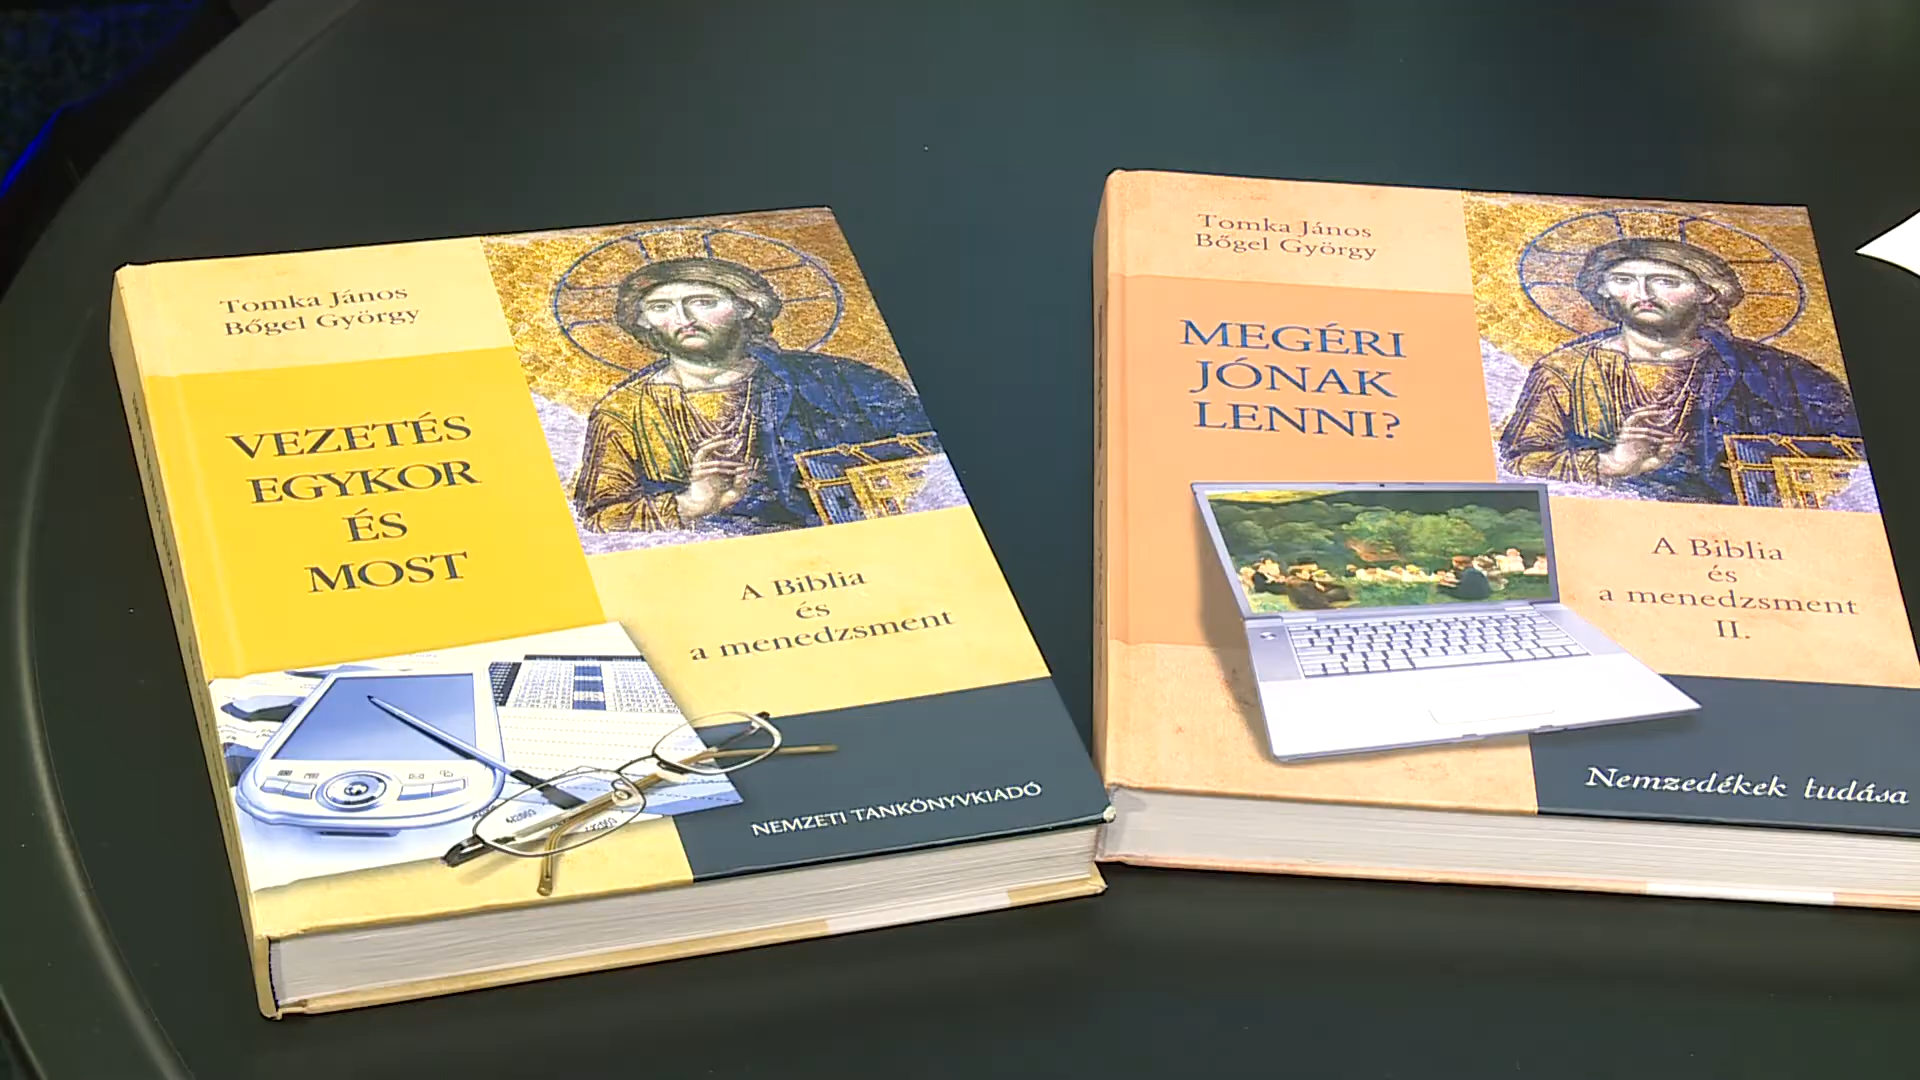 Tomka János
Bőgel György
VEZETÉS
EGYKOR
ÉS
MOST
A Biblia
és
a menedzsment
NEMZETI TANKÖNYVKIADÓ
Tomka János
Bőgel György
MEGÉRI
JÓNAK
LENNI?
A Biblia
és
a menedzsment
II.
Nemzedékek tudása